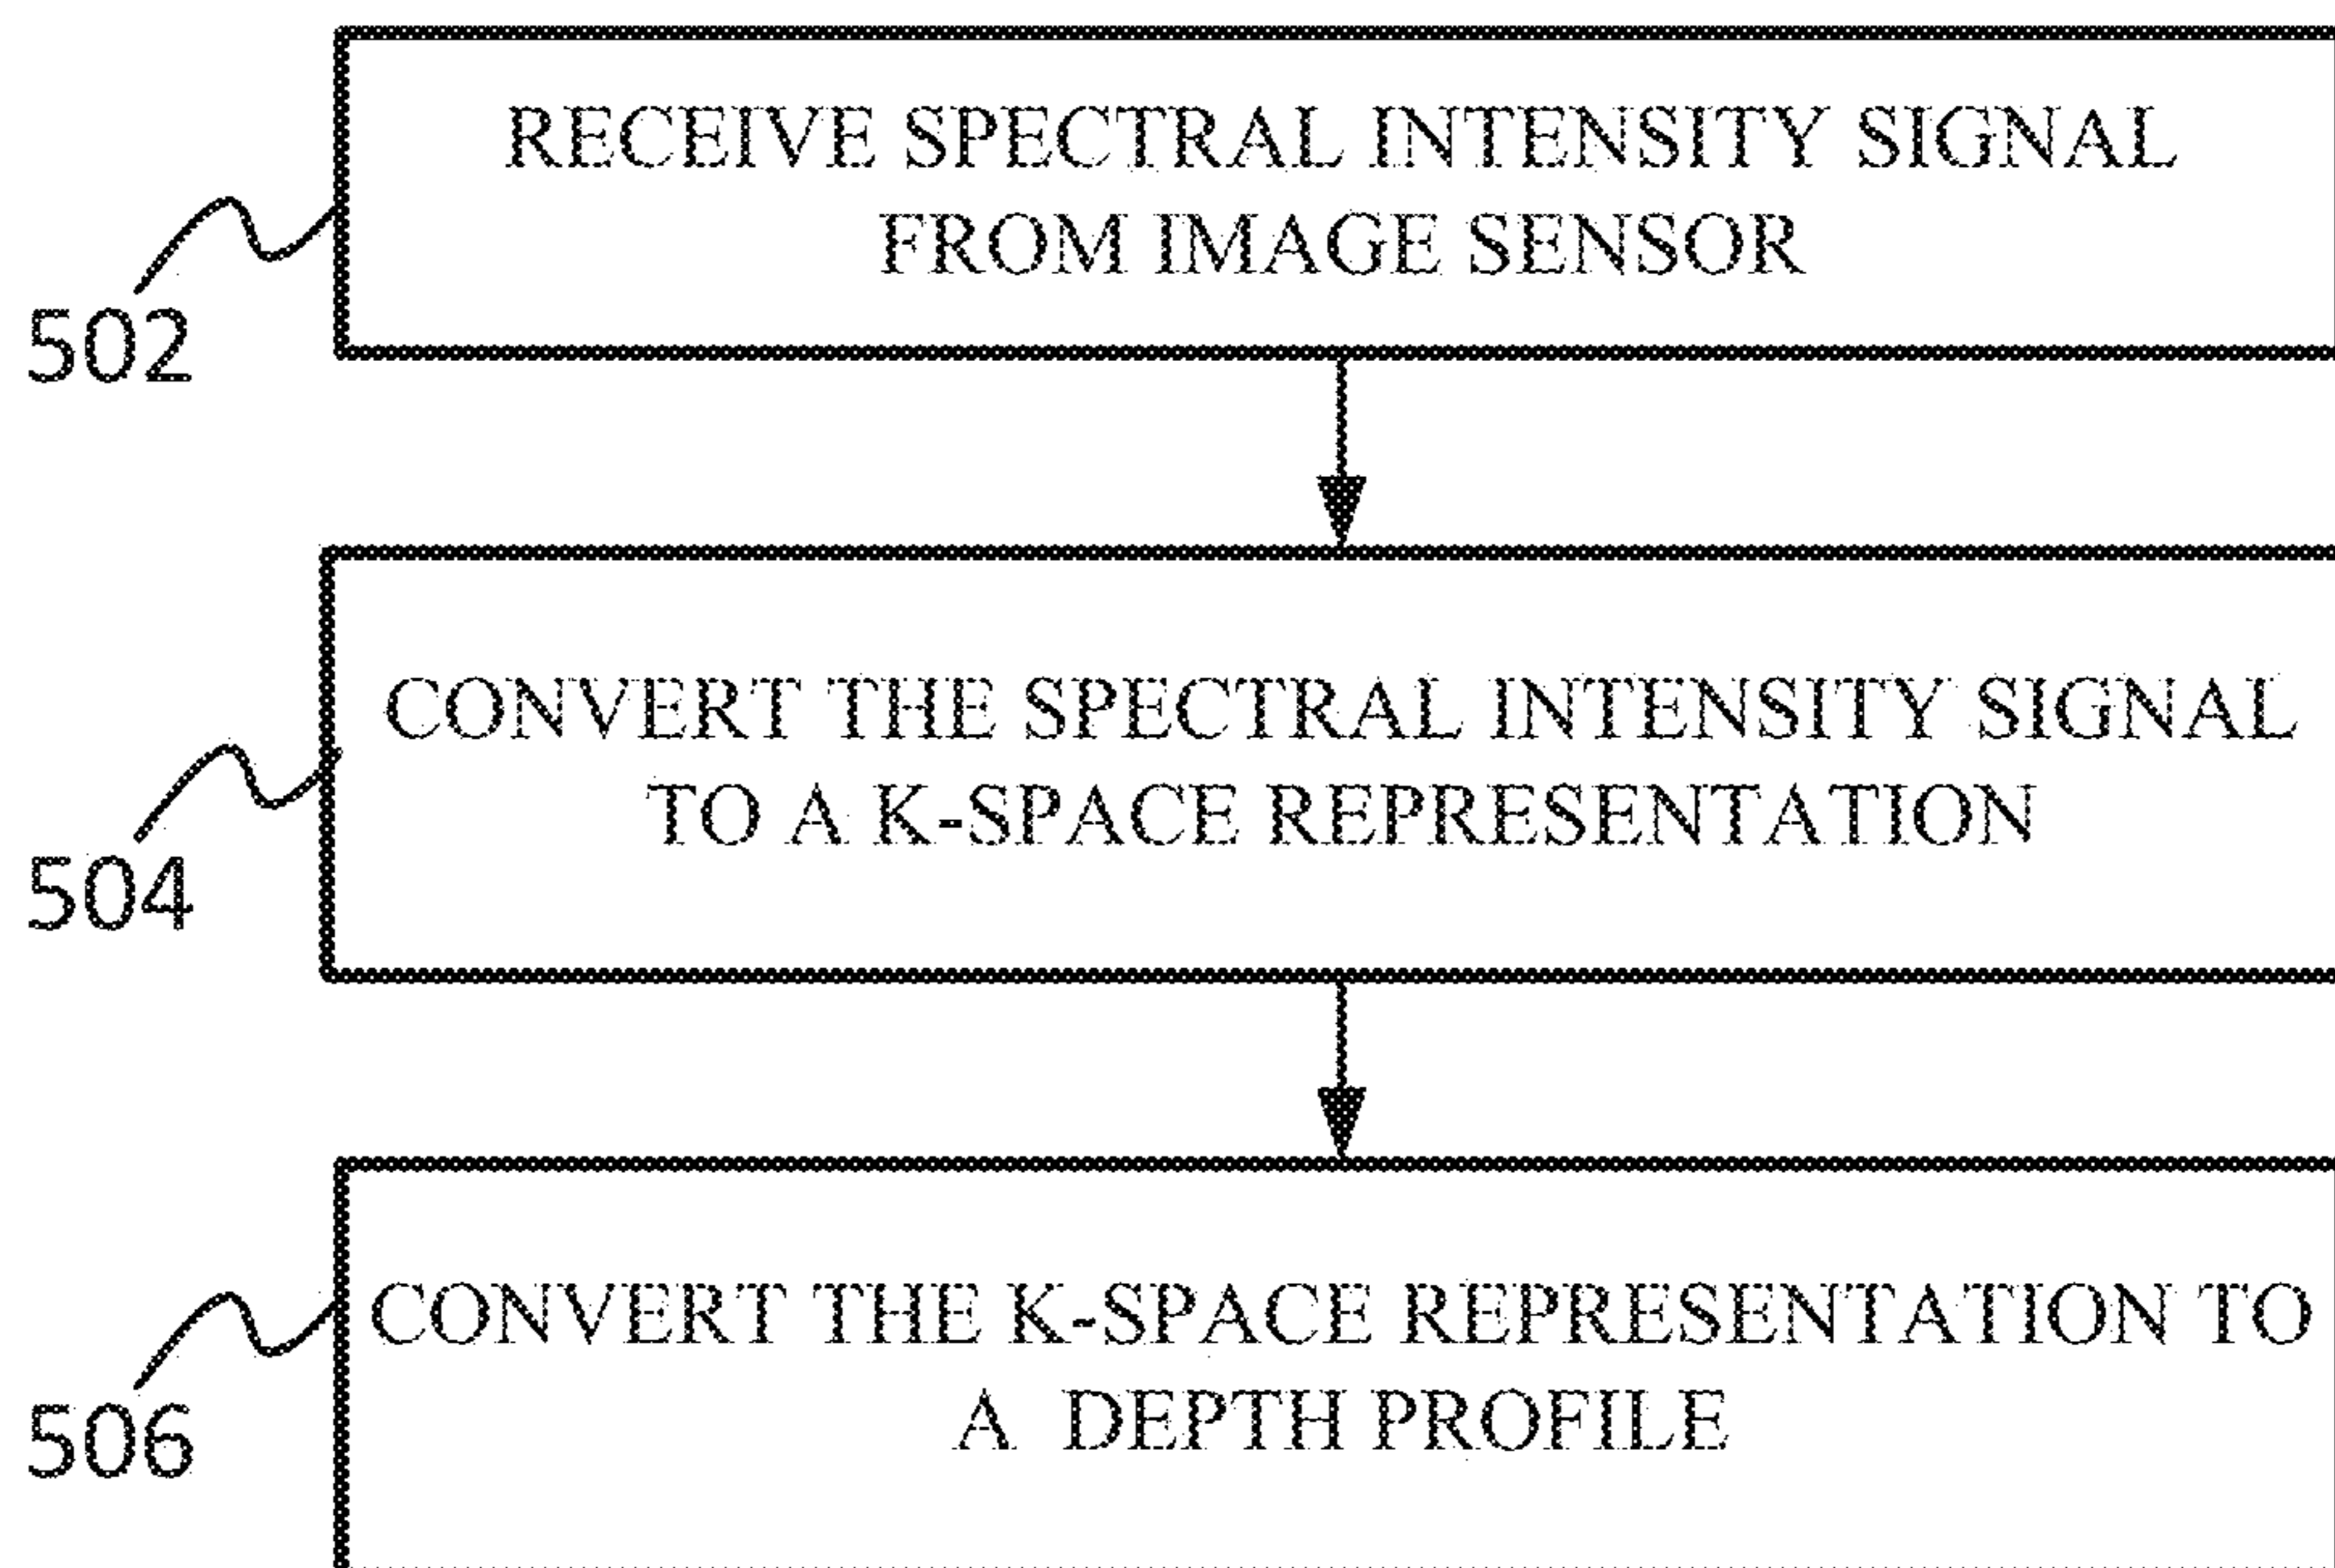 RECEIVE SPECTRAL INTENSITY SIGNAL
FROM IMAGE SENSOR
502
CONVERT THE SPECTRAL INTENSITY SIGNAL
TO A K-SPACE REPRESENTATION
504
CONVERT THE K-SPACE REPRESENTATION TO
A DEPTH PROFILE
506